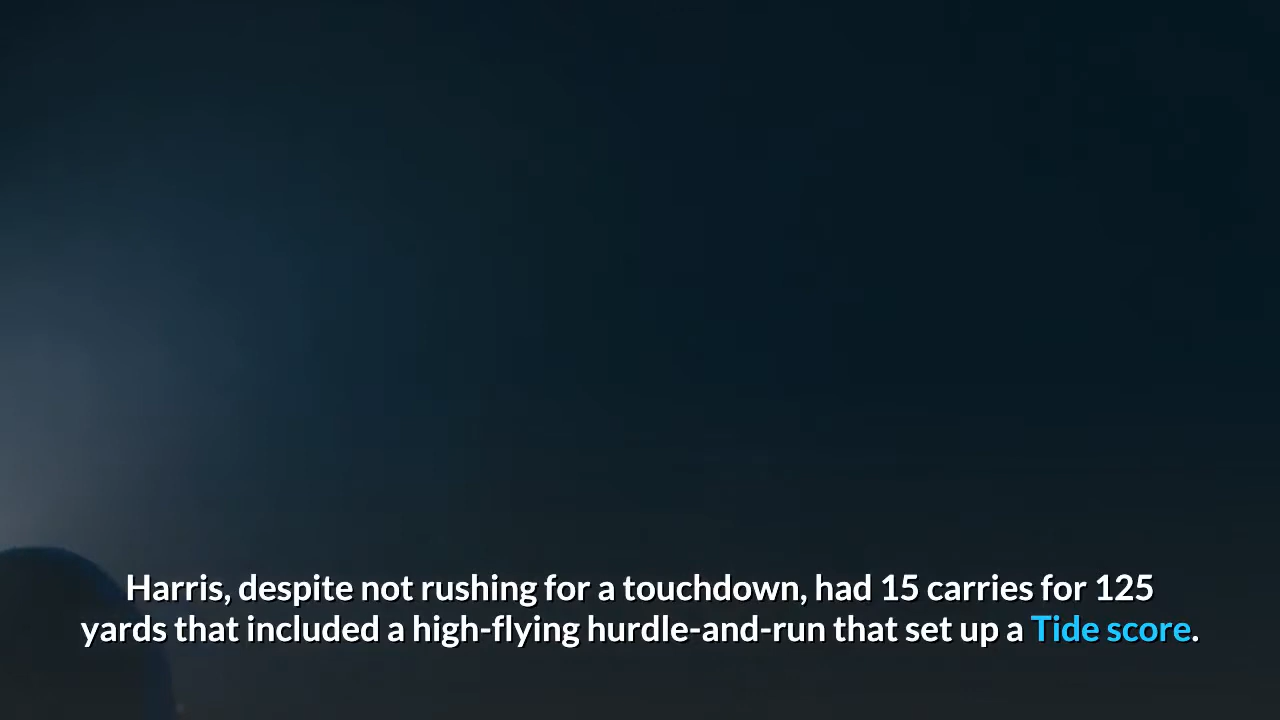 Harris, despite not rushing for a touchdown, had 15 carries for 125
yards that included a high-flying hurdle-and-run that set up a Tide score.